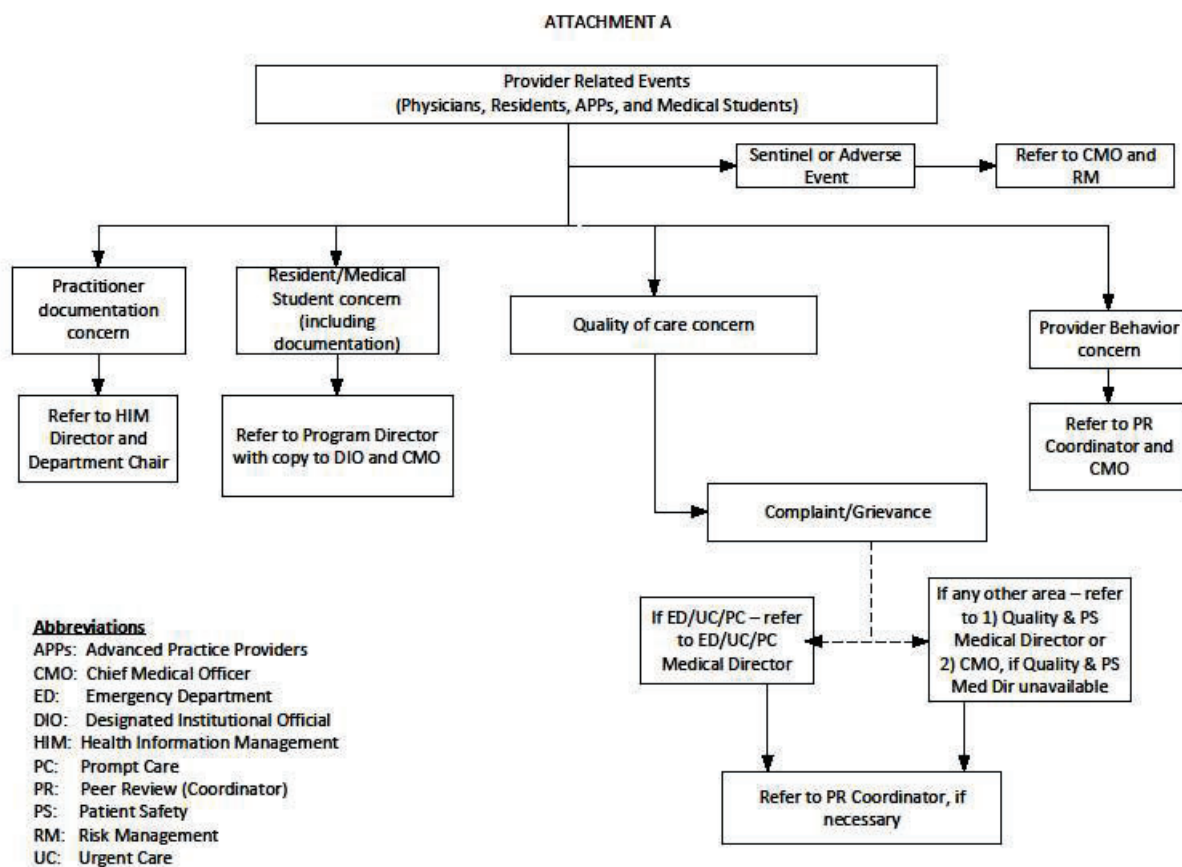 ATTACHMENT A
Provider Related Events
(Physicians, Residents, APPs, and Medical Students)
Sentinel or Adverse
Event
Refer to CMO and
RM
Practitioner
documentation
concern
Resident/Medical
Student concern
(including
documentation)
Quality of care concern
Provider Behavior
concern
Refer to HIM
Director and
Department Chair
Refer to Program Director
with copy to DIO and CMO
Refer to PR
Coordinator and
CMO
Complaint/Grievance
If ED/UC/PC – refer
to ED/UC/PC
Medical Director
If any other area – refer
to 1) Quality & PS
Medical Director or
2) CMO, if Quality & PS
Med Dir unavailable
Refer to PR Coordinator, if
necessary
Abbreviations
APPs: Advanced Practice Providers
CMO: Chief Medical Officer
ED: Emergency Department
DIO: Designated Institutional Official
HIM: Health Information Management
PC: Prompt Care
PR: Peer Review (Coordinator)
PS: Patient Safety
RM: Risk Management
UC: Urgent Care